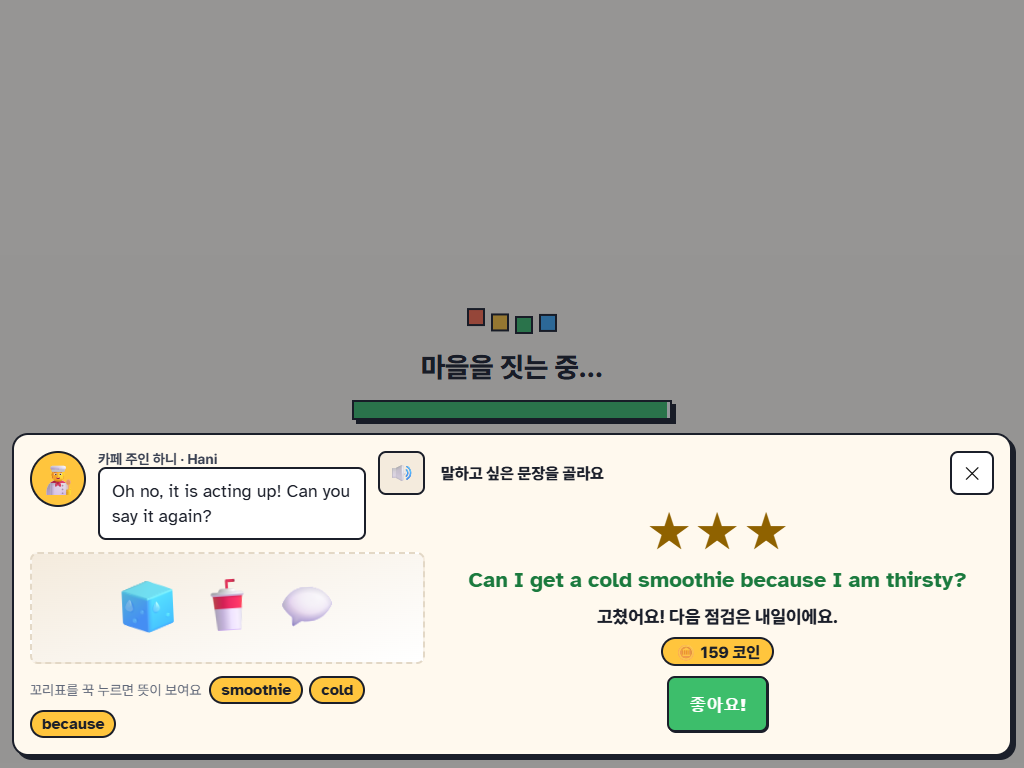 마을을 짓는 중...
카페 주인 하니 · Hani
Oh no, it is acting up! Can you
say it again?
말하고 싶은 문장을 골라요
★★★
Can I get a cold smoothie because I am thirsty?
고쳤어요! 다음 점검은 내일이에요.
159 코인
좋아요!
꼬리표를 꾹 누르면 뜻이 보여요
smoothie
cold
because